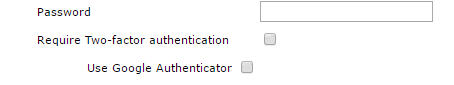 Password
Require Two-factor authentication
Use Google Authenticator